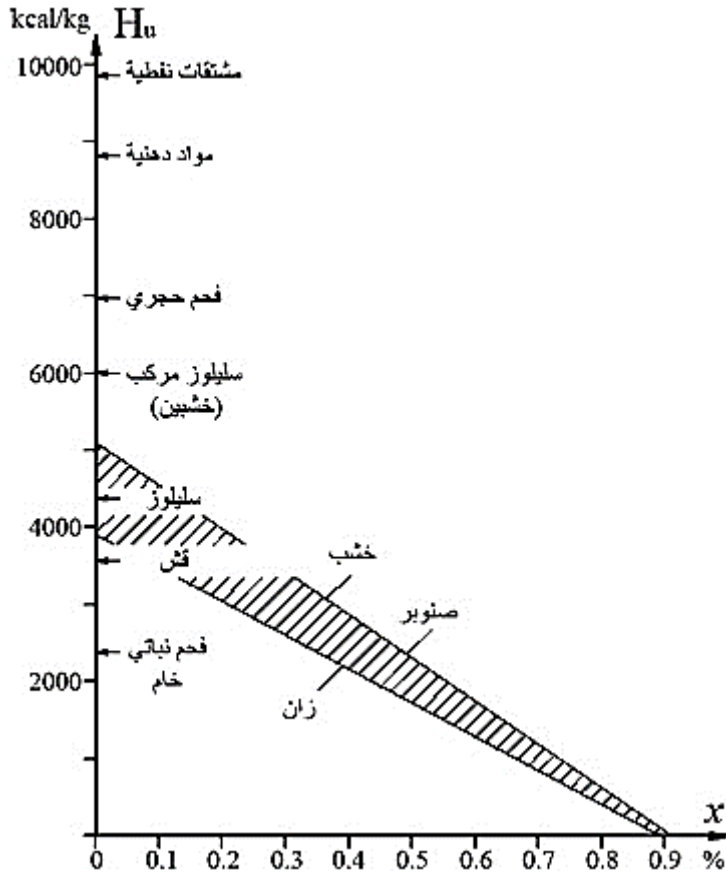 kcal/kg Hu
10000
مشتقات نفطية
مواد دهنية
8000
فحم حجري
6000
سليلوز مركب
(خشبين)
سليلوز
4000
قش
خشب
صنوبر
فحم نباتي
خام
زان
2000
x
0 0.1 0.2 0.3 0.4 0.5 0.6 0.7 0.8 0.9 %